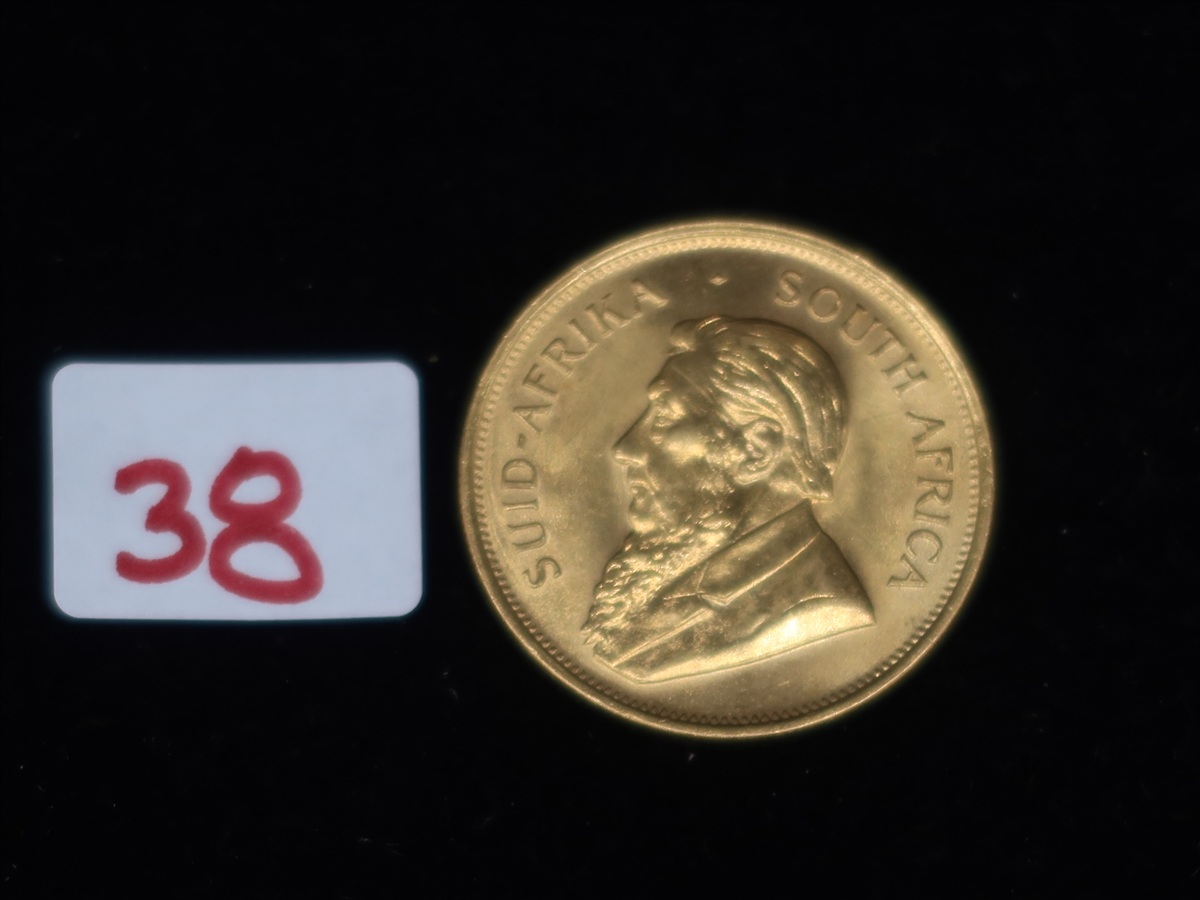 38
SUID-AFRIKA · SOUTH AFRICA